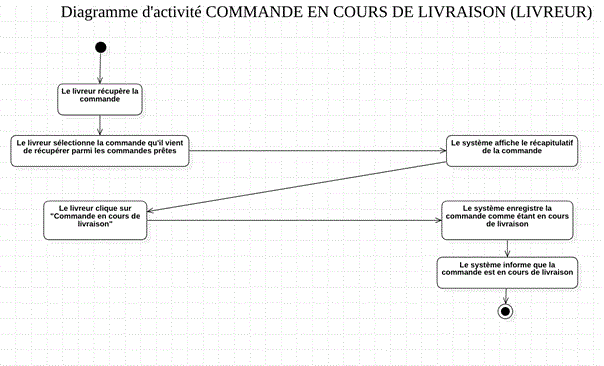 Diagramme d'activité COMMANDE EN COURS DE LIVRAISON (LIVREUR)
Le livreur récupère la
commande
Le livreur sélectionne la commande qu'il vient
de récupérer parmi les commandes prêtes
Le système affiche le récapitulatif
de la commande
Le livreur clique sur
"Commande en cours de
livraison"
Le système enregistre la
commande comme étant en cours
de livraison
Le système informe que la
commande est en cours de livraison